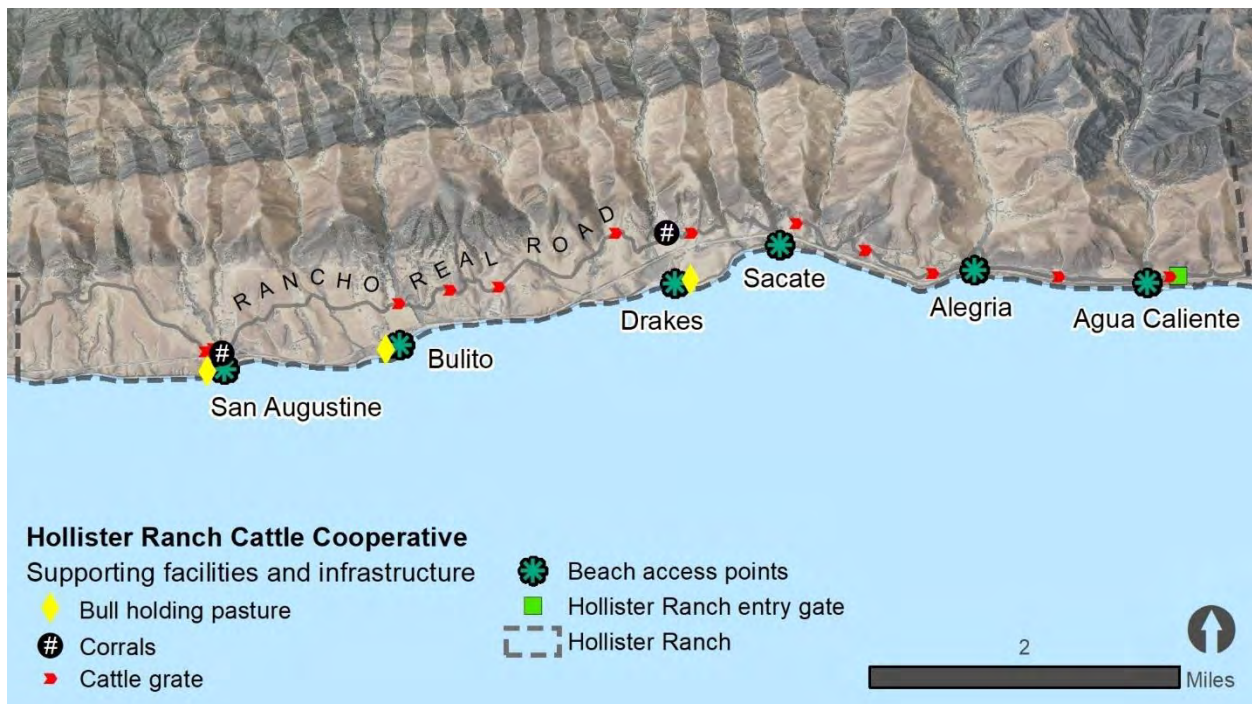 RANCHO REAL ROAD
Sacate
Drakes
Alegria
Agua Caliente
Bulito
San Augustine
#
#
Hollister Ranch Cattle Cooperative
Supporting facilities and infrastructure
Bull holding pasture
# Corrals
Cattle grate
Beach access points
Hollister Ranch entry gate
Hollister Ranch
2
Miles